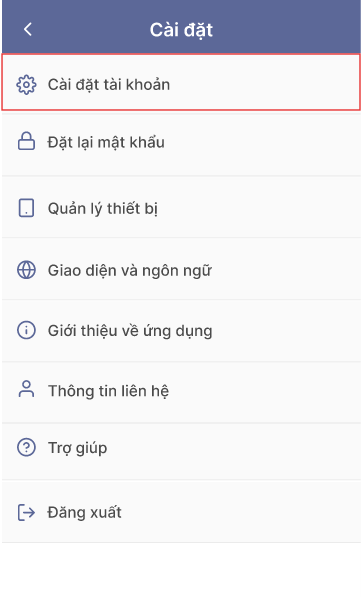 Cài đặt
Cài đặt tài khoản
Đặt lại mật khẩu
Quản lý thiết bị
Giao diện và ngôn ngữ
Giới thiệu về ứng dụng
Thông tin liên hệ
Trợ giúp
Đăng xuất